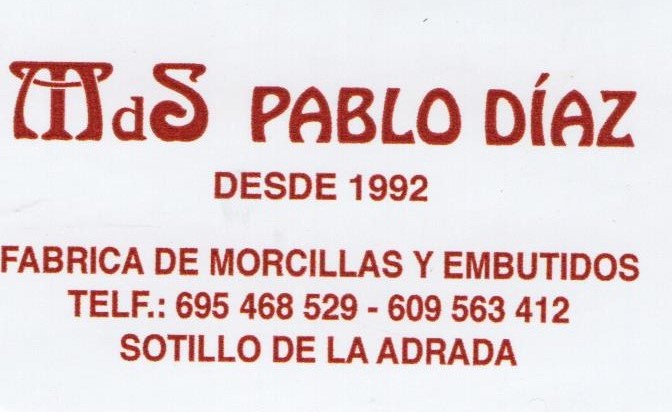 MdS PABLO DÍAZ
DESDE 1992
FABRICA DE MORCILLAS Y EMBUTIDOS
TELF.: 695 468 529 - 609 563 412
SOTILLO DE LA ADRADA